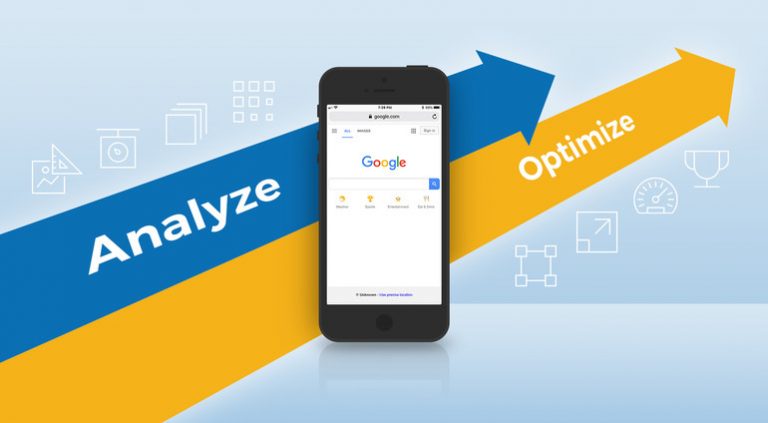 Analyze
Optimize
7:28 PM
google.com
ALL IMAGES
Sign in
Google
Weather Sports Entertainment Eat & Drink
Use precise location